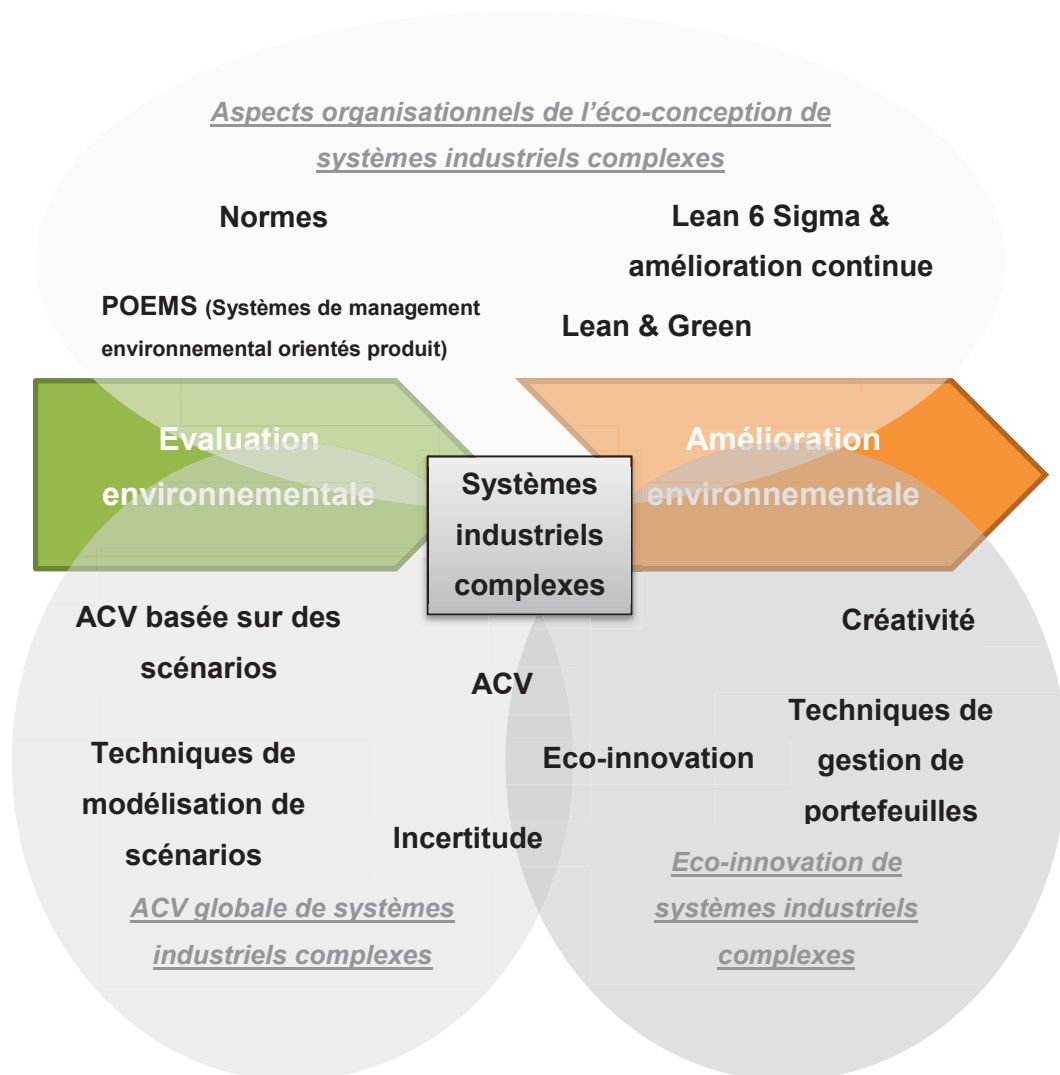 Aspects organisationnels de l'éco-conception de
systèmes industriels complexes
Normes
Lean 6 Sigma &
amélioration continue
POEMS (Systèmes de management
environnemental orientés produit)
Lean & Green
Evaluation
environnementale
Systèmes
industriels
complexes
Amélioration
environnementale
ACV basée sur des
scénarios
Créativité
ACV
Techniques de
modélisation de
scénarios
Eco-innovation
Techniques de
gestion de
portefeuilles
Incertitude
ACV globale de systèmes
industriels complexes
Eco-innovation de
systèmes industriels
complexes